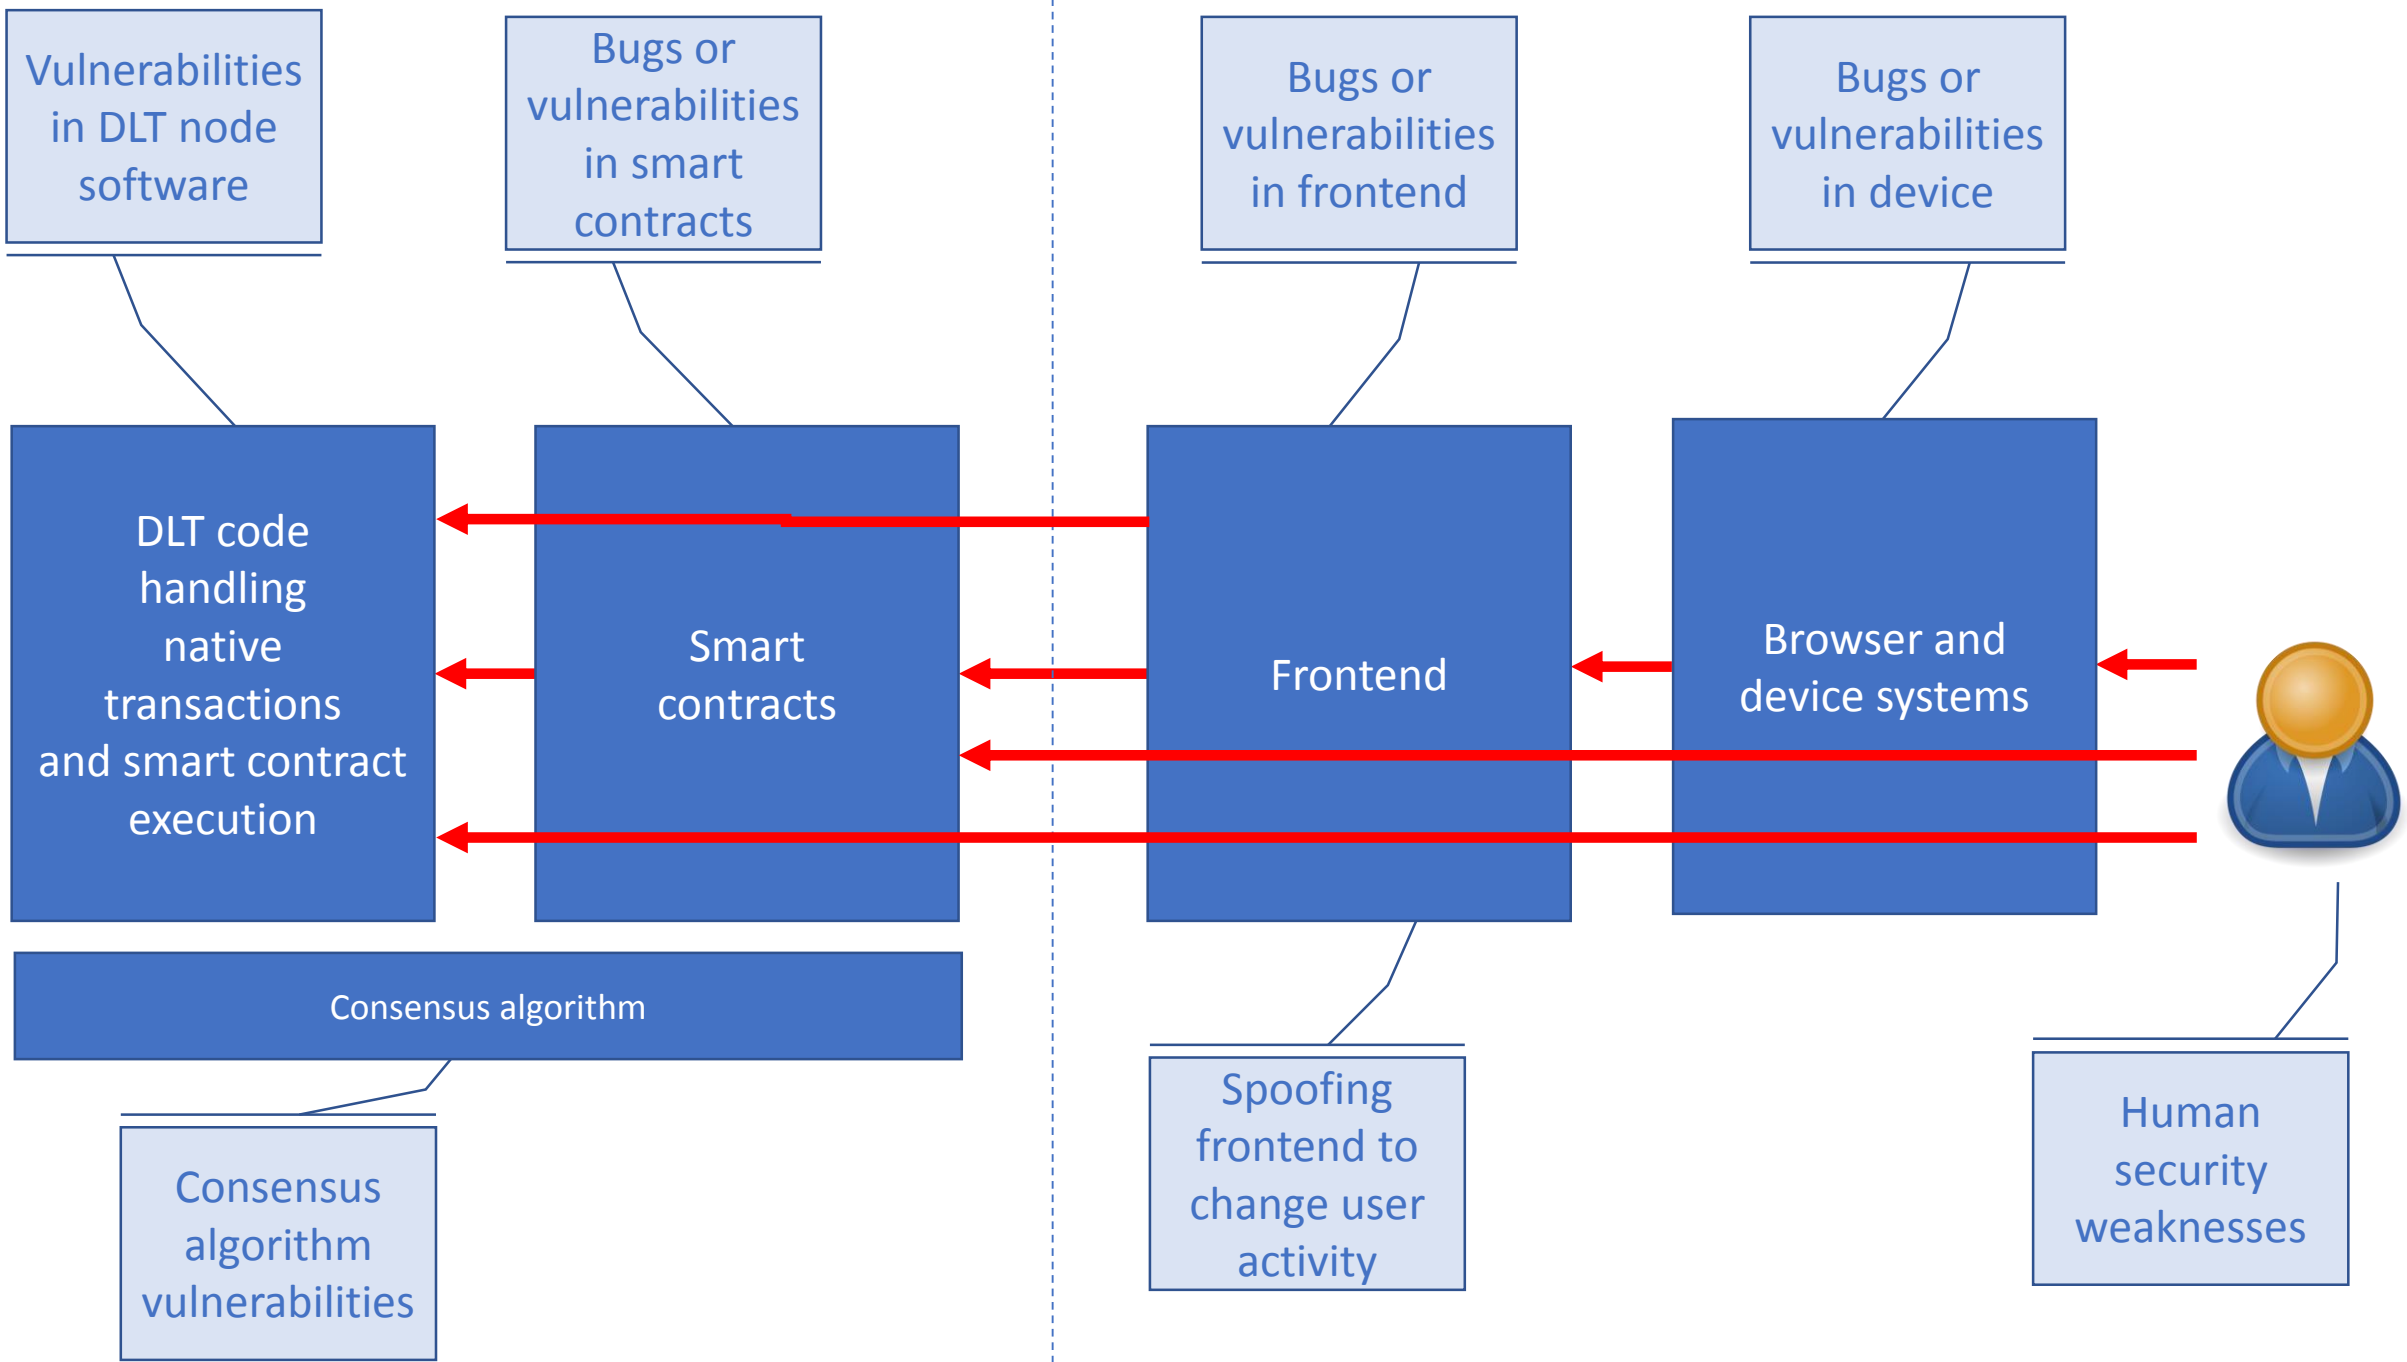 Vulnerabilities
in DLT node
software
Bugs or
vulnerabilities
in smart
contracts
Bugs or
vulnerabilities
in frontend
Bugs or
vulnerabilities
in device
DLT code
handling
native
transactions
and smart contract
execution
Smart
contracts
Frontend
Browser and
device systems
Consensus algorithm
Consensus
algorithm
vulnerabilities
Spoofing
frontend to
change user
activity
Human
security
weaknesses